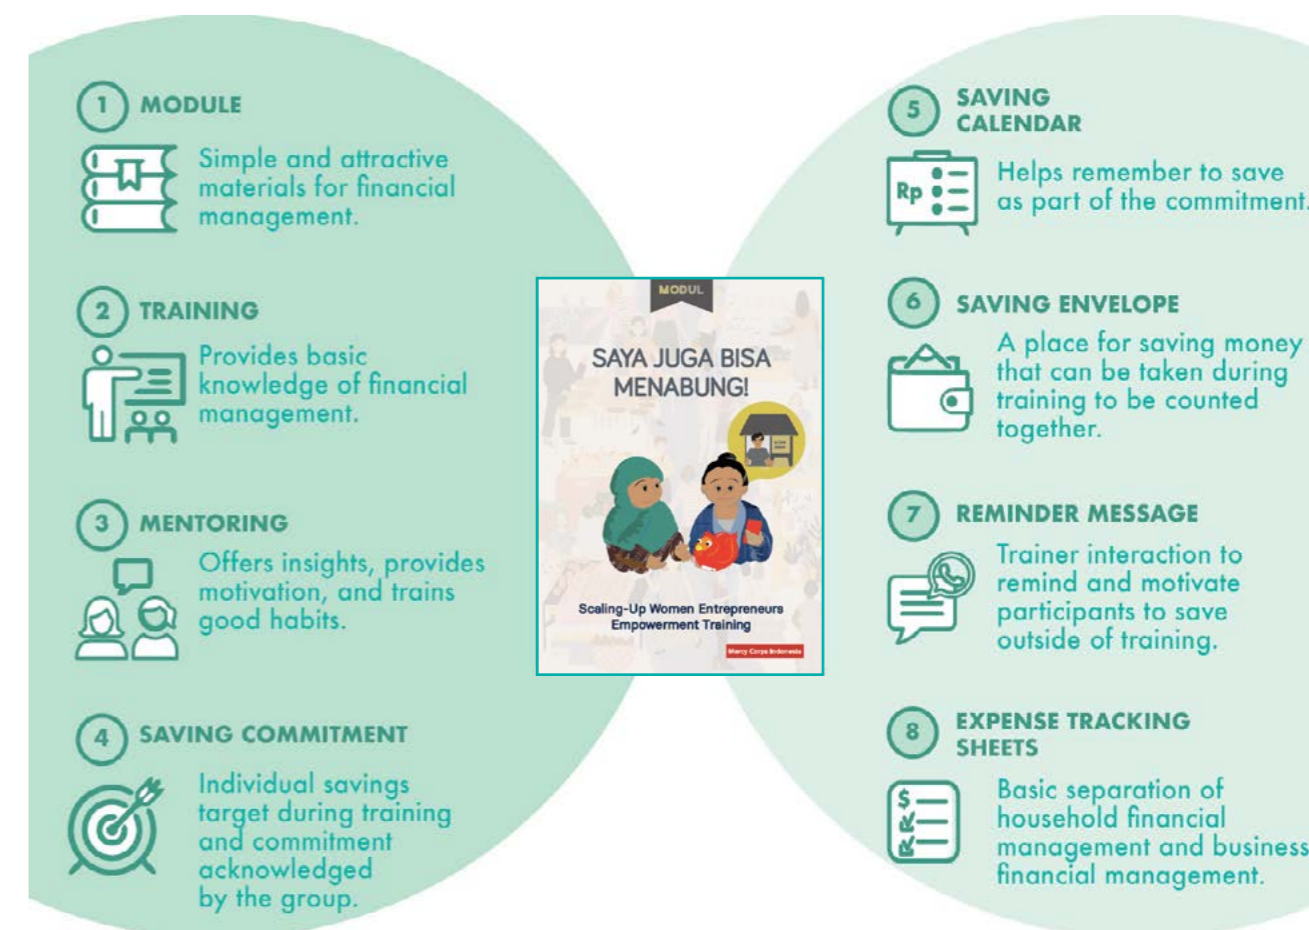 1 MODULE
Simple and attractive
materials for financial
management.
2 TRAINING
Provides basic
knowledge of financial
management.
3 MENTORING
Offers insights, provides
motivation, and trains
good habits.
4 SAVING COMMITMENT
Individual savings
target during training
and commitment
acknowledged
by the group.
MODUL
SAYA JUGA BISA
MENABUNG!
Scaling-Up Women Entrepreneurs
Empowerment Training
Mercy Corps Indonesia
5 SAVING
CALENDAR
Rp
Helps remember to save
as part of the commitment.
6 SAVING ENVELOPE
A place for saving money
that can be taken during
training to be counted
together.
7 REMINDER MESSAGE
Trainer interaction to
remind and motivate
participants to save
outside of training.
8 EXPENSE TRACKING
SHEETS
$
Basic separation of
household financial
management and business
financial management.